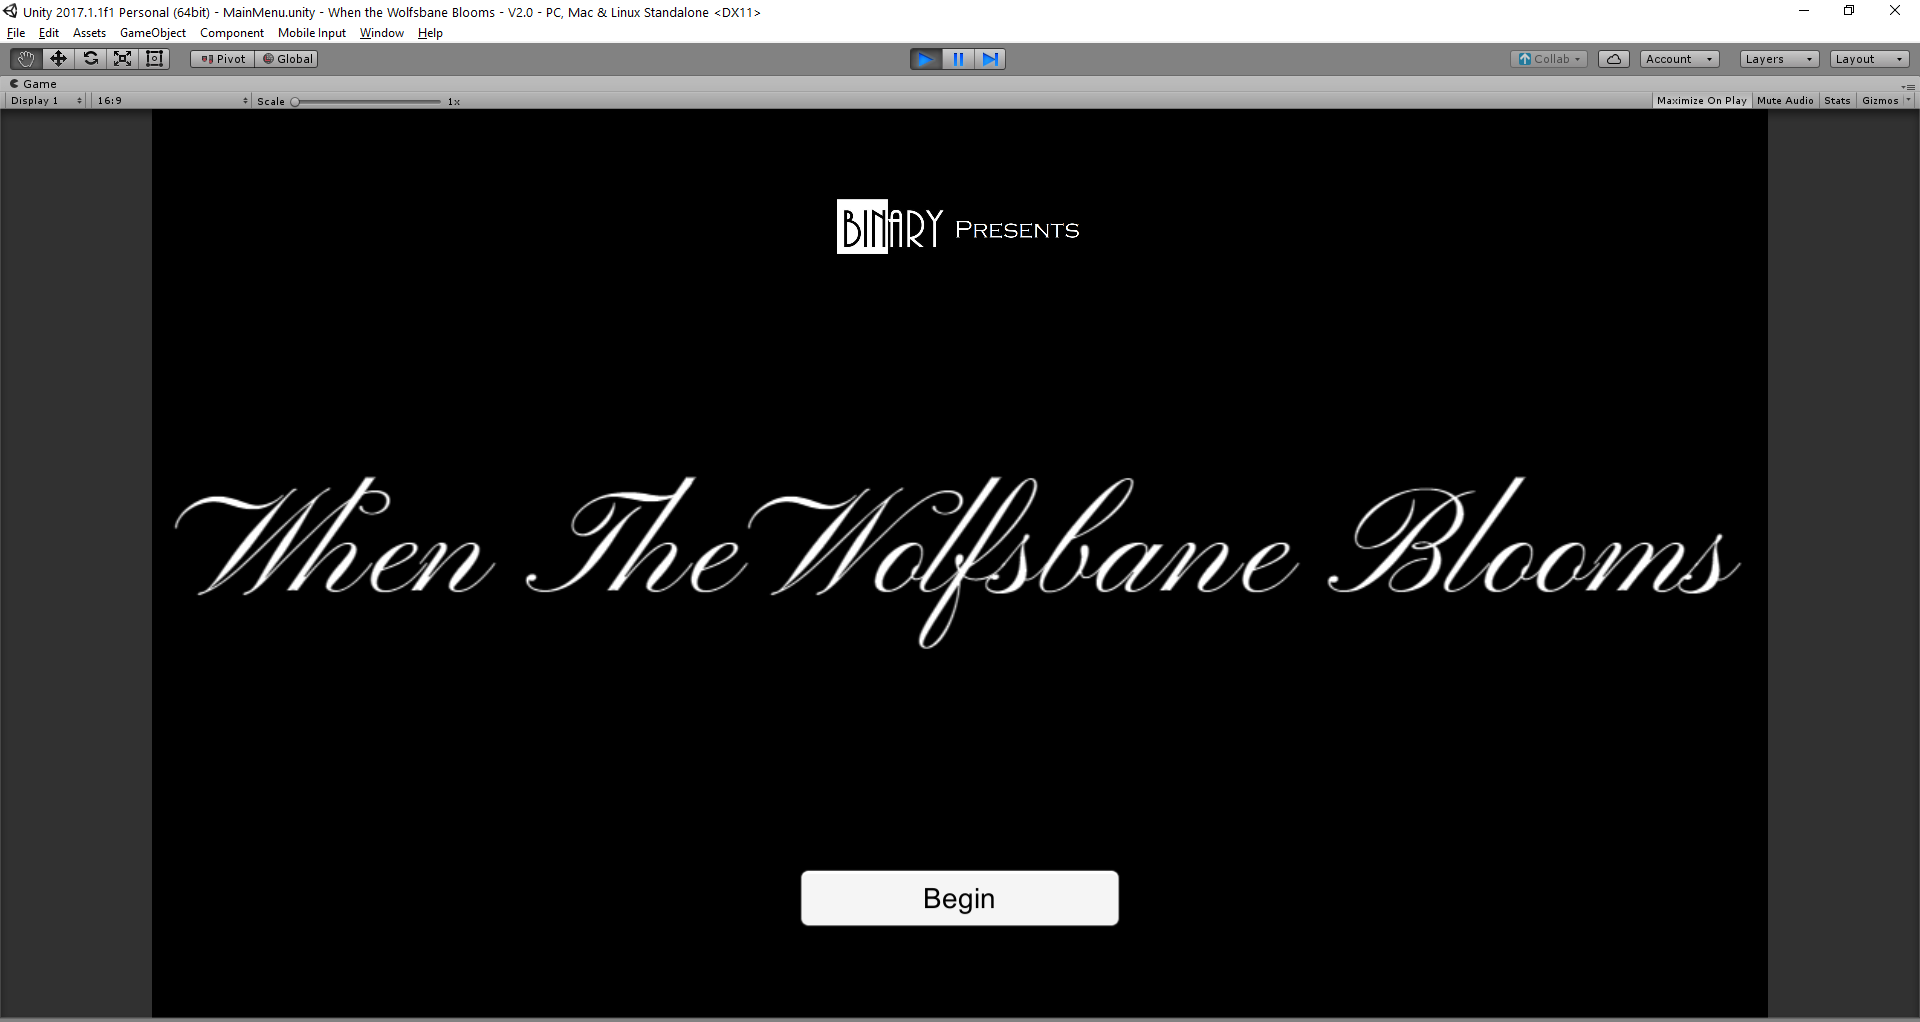 Unity 2017.1.1f1 Personal (64bit) - MainMenu.unity - When the Wolfsbane Blooms - V2.0 - PC, Mac & Linux Standalone <DX11>
File Edit Assets GameObject Component Mobile Input Window Help
Pivot Global Collab Account Layers Layout
Game
Display 1 16:9 Scale 1x Maximize On Play Mute Audio Stats Gizmos
BINARY Presents
When The Wolfsbane Blooms
Begin